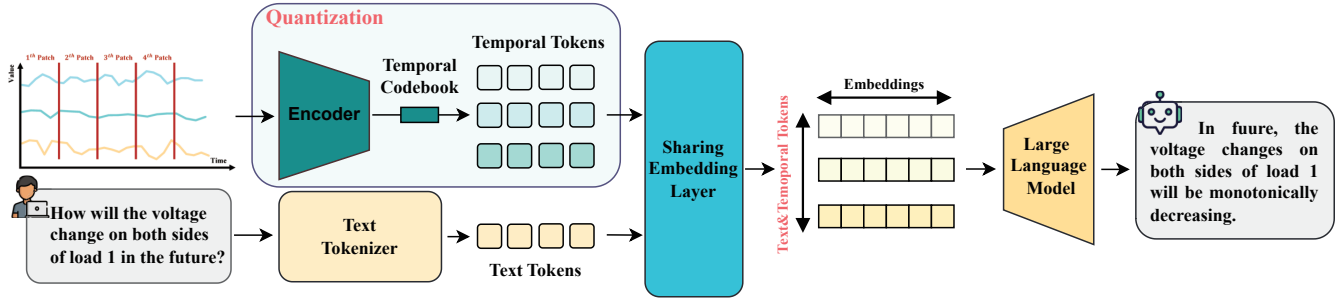 Quantization
Value
1th Patch
2th Patch
3th Patch
4th Patch
Time
Encoder
Temporal
Codebook
Temporal Tokens
How will the voltage
change on both sides
of load 1 in the future?
Text
Tokenizer
Text Tokens
Sharing
Embedding
Layer
Text&Temoporal Tokens
Embeddings
Large
Language
Model
In fuure, the
voltage changes on
both sides of load 1
will be monotonically
decreasing.